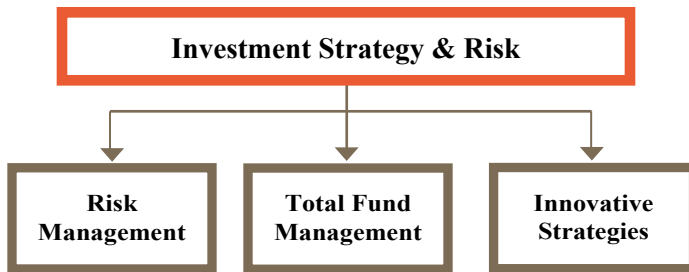 Investment Strategy & Risk
Risk
Management
Total Fund
Management
Innovative
Strategies